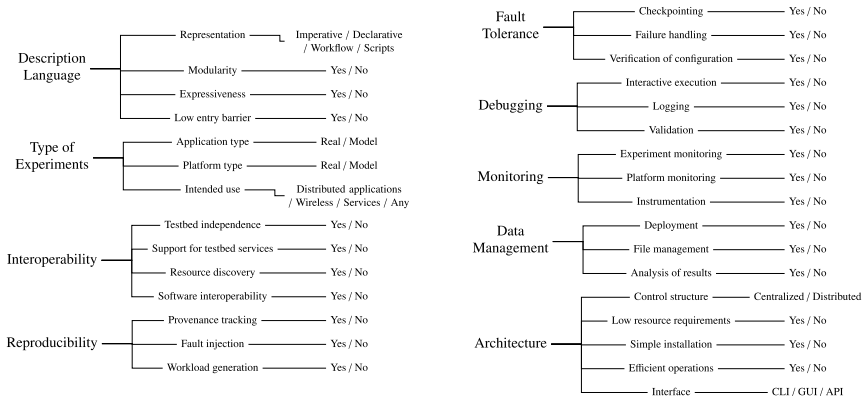 Description
Language
Representation
Imperative / Declarative
/ Workflow / Scripts
Modularity Yes / No
Expressiveness Yes / No
Low entry barrier Yes / No
Type of
Experiments
Application type Real / Model
Platform type Real / Model
Intended use
Distributed applications
/ Wireless / Services / Any
Interoperability
Testbed independence Yes / No
Support for testbed services Yes / No
Resource discovery Yes / No
Software interoperability Yes / No
Reproducibility
Provenance tracking Yes / No
Fault injection Yes / No
Workload generation Yes / No
Fault
Tolerance
Checkpointing Yes / No
Failure handling Yes / No
Verification of configuration Yes / No
Debugging
Interactive execution Yes / No
Logging Yes / No
Validation Yes / No
Monitoring
Experiment monitoring Yes / No
Platform monitoring Yes / No
Instrumentation Yes / No
Data
Management
Deployment Yes / No
File management Yes / No
Analysis of results Yes / No
Architecture
Control structure Centralized / Distributed
Low resource requirements Yes / No
Simple installation Yes / No
Efficient operations Yes / No
Interface CLI / GUI / API